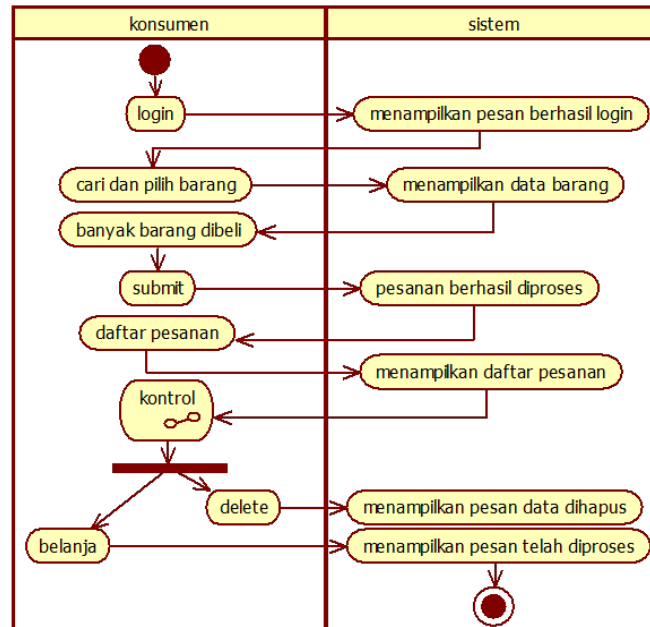 konsumen
sistem
login
menampilkan pesan berhasil login
cari dan pilih barang
menampilkan data barang
banyak barang dibeli
submit
pesanan berhasil diproses
daftar pesanan
menampilkan daftar pesanan
kontrol
delete
menampilkan pesan data dihapus
belanja
menampilkan pesan telah diproses